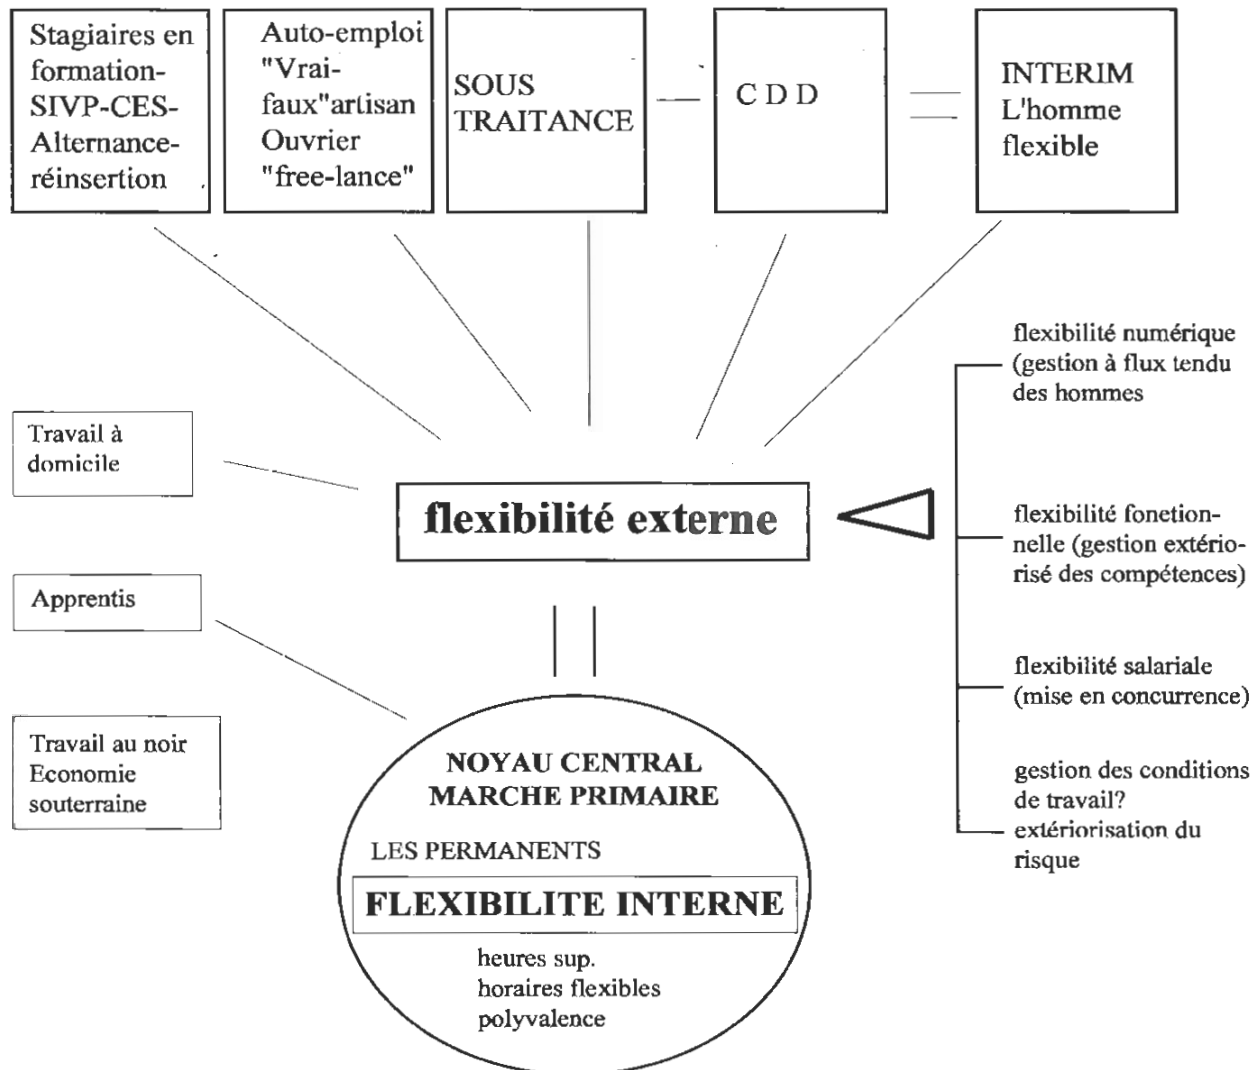 Stagiaires en
formation-
SIVP-CES-
Alternance-
réinsertion
Auto-emploi
"Vrai-
faux"artisan
Ouvrier
"free-lance"
SOUS
TRAITANCE
C D D
INTERIM
L'homme
flexible
flexibilité numérique
(gestion à flux tendu
des hommes
Travail à
domicile
flexibilité externe
flexibilité fonetion-
nelle (gestion extério-
risé des compétences)
Apprentis
flexibilité salariale
(mise en concurrence)
Travail au noir
Economie
souterraine
NOYAU CENTRAL
MARCHE PRIMAIRE
LES PERMANENTS
FLEXIBILITE INTERNE
heures sup.
horaires flexibles
polyvalence
gestion des conditions
de travail?
extériorisation du
risque